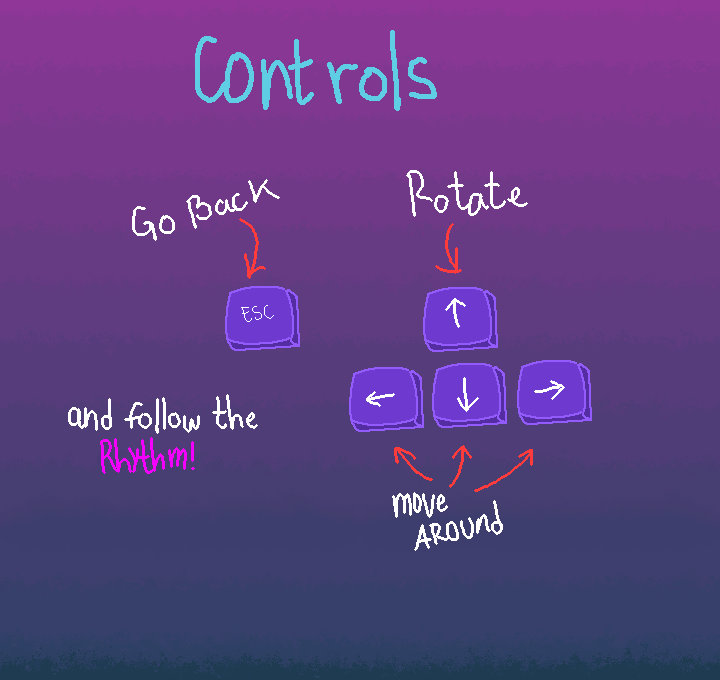 Controls
Go Back
Rotate
ESC
↑
← ↓ →
and follow the
Rhythm!
move
AROUnd